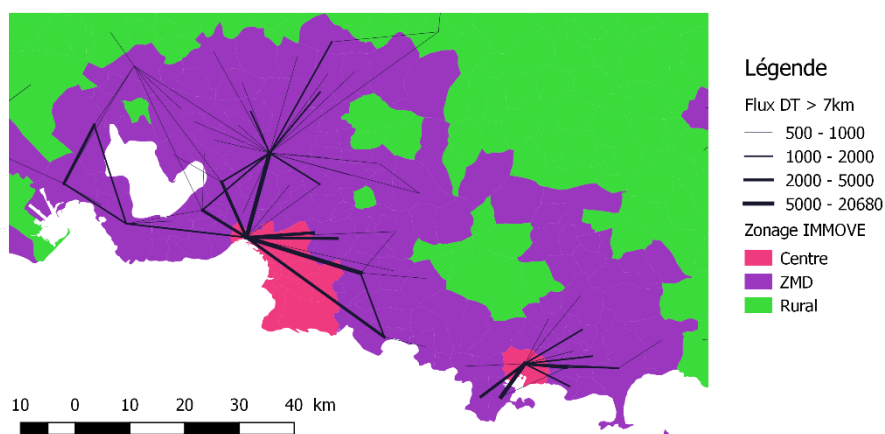 Légende
Flux DT > 7km
500 - 1000
1000 - 2000
2000 - 5000
5000 - 20680
Zonage IMMOVE
Centre
ZMD
Rural
10 0 10 20 30 40 km